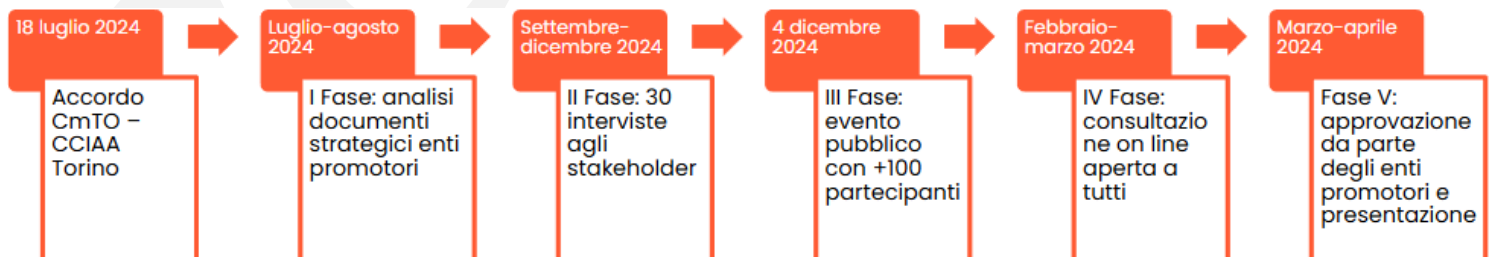 18 luglio 2024
Accordo
CmTO –
CCIAA
Torino
Luglio-agosto
2024
I Fase: analisi
documenti
strategici enti
promotori
Settembre-
dicembre 2024
II Fase: 30
interviste
agli
stakeholder
4 dicembre
2024
III Fase:
evento
pubblico
con +100
partecipanti
Febbraio-
marzo 2024
IV Fase:
consultazio
ne on line
aperta a
tutti
Marzo-aprile
2024
Fase V:
approvazione
da parte
degli enti
promotori e
presentazione